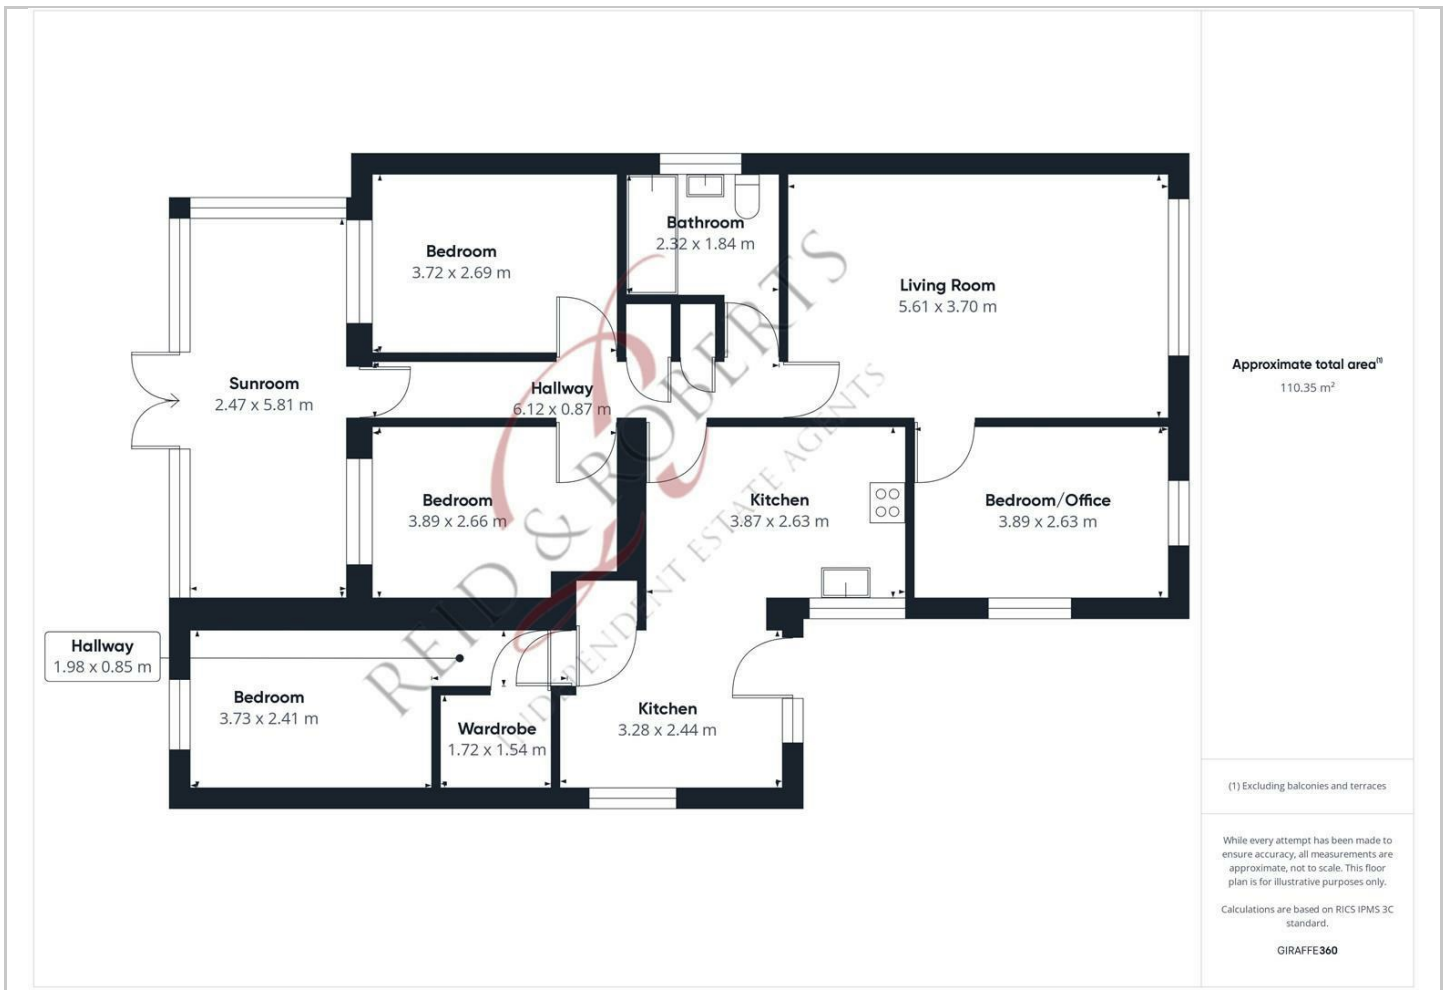 Bedroom
3.72 x 2.69 m
Bathroom
2.32 x 1.84 m
Living Room
5.61 x 3.70 m
Sunroom
2.47 x 5.81 m
Hallway
6.12 x 0.87 m
Bedroom
3.89 x 2.66 m
Kitchen
3.87 x 2.63 m
Bedroom/Office
3.89 x 2.63 m
Hallway
1.98 x 0.85 m
Bedroom
3.73 x 2.41 m
Wardrobe
1.72 x 1.54 m
Kitchen
3.28 x 2.44 m
REID & ROBERTS
INDEPENDENT ESTATE AGENTS
Approximate total area(1)
110.35 m²
(1) Excluding balconies and terraces
While every attempt has been made to
ensure accuracy, all measurements are
approximate, not to scale. This floor
plan is for illustrative purposes only.
Calculations are based on RICS IPMS 3C
standard.
GIRAFFE360